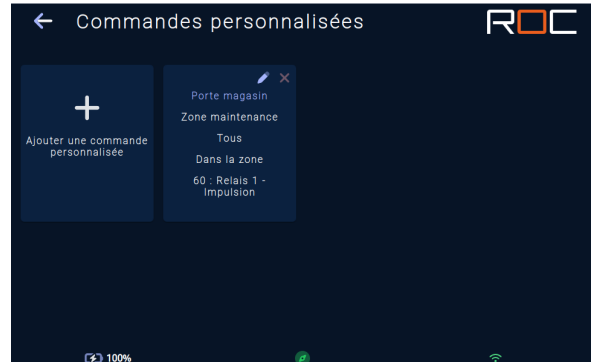 Commandes personnalisées
ROC
Ajouter une commande
personnalisée
Porte magasin
Zone maintenance
Tous
Dans la zone
60 : Relais 1 -
Impulsion
100%